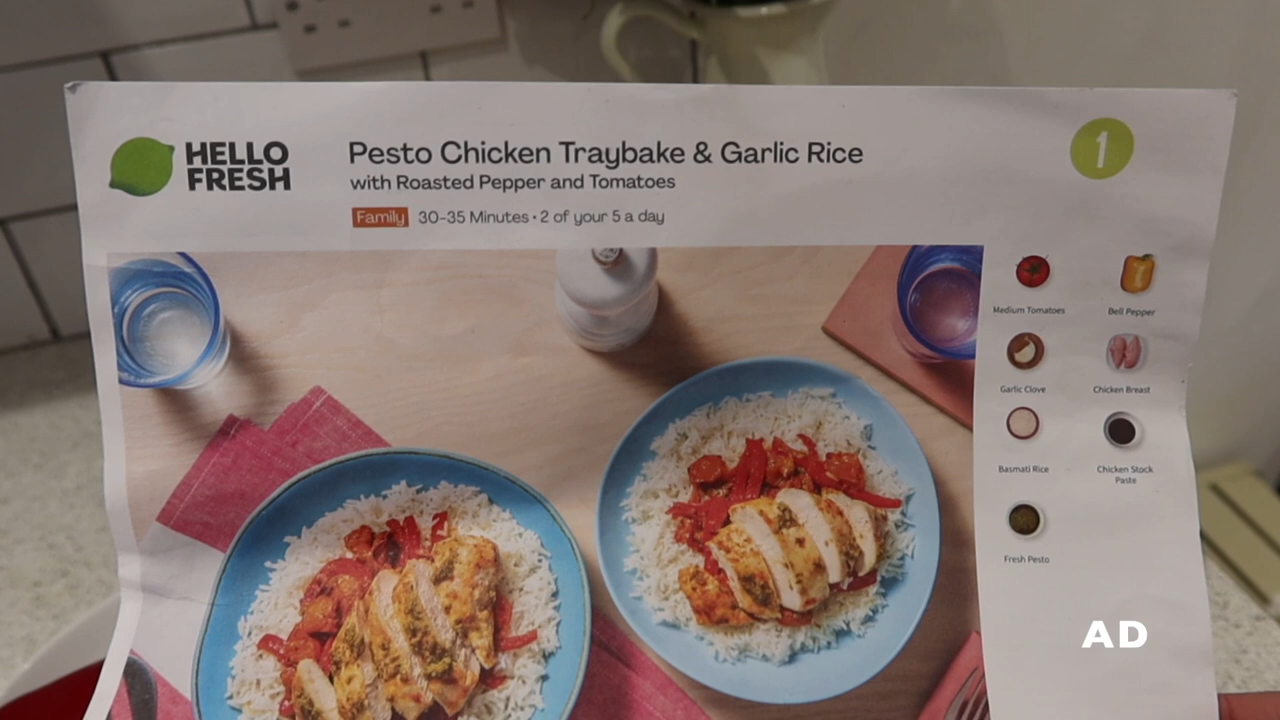 HELLO
FRESH
Pesto Chicken Traybake & Garlic Rice
with Roasted Pepper and Tomatoes
Family 30-35 Minutes • 2 of your 5 a day
1
Medium Tomatoes
Bell Pepper
Garlic Clove
Chicken Breast
Basmati Rice
Chicken Stock
Paste
Fresh Pesto
AD